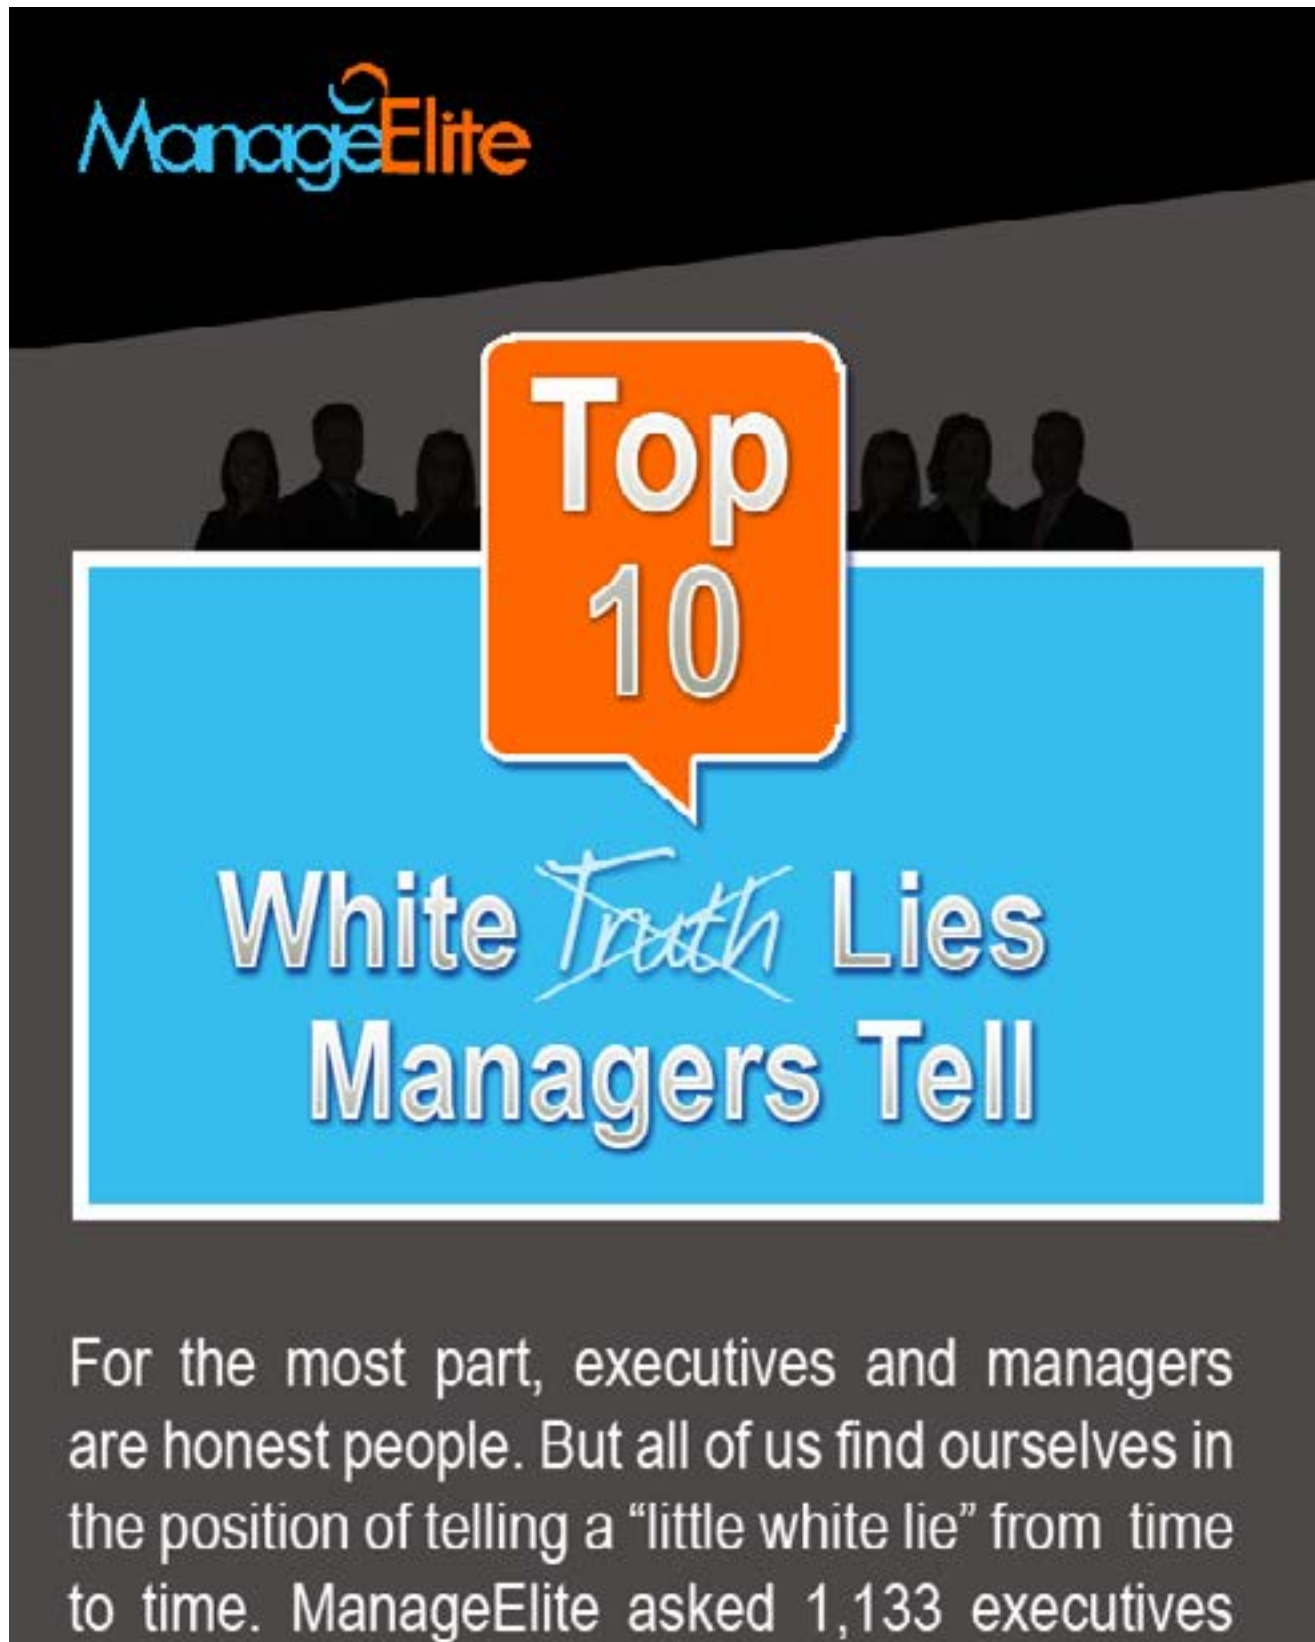 ManageElite
Top
10
White Truth Lies
Managers Tell
For the most part, executives and managers
are honest people. But all of us find ourselves in
the position of telling a “little white lie” from time
to time. ManageElite asked 1,133 executives